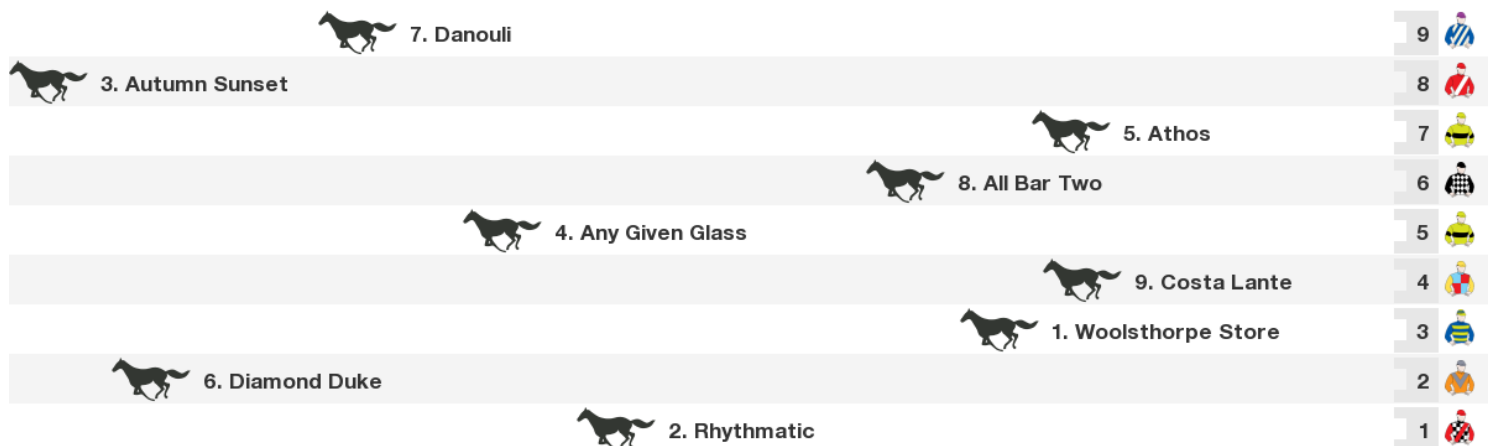 7. Danouli 9
3. Autumn Sunset 8
5. Athos 7
8. All Bar Two 6
4. Any Given Glass 5
9. Costa Lante 4
1. Woolsthorpe Store 3
6. Diamond Duke 2
2. Rhythmatic 1